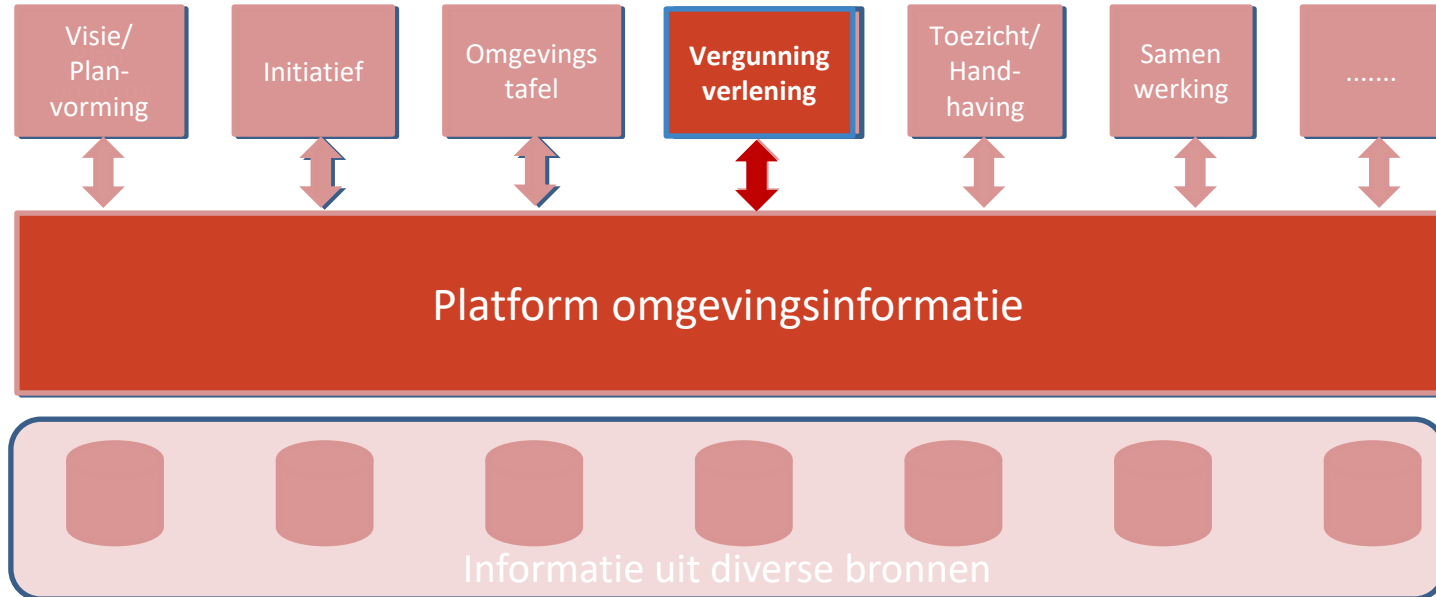 Visie/
Plan-
vorming
Initiatief
Omgevings
tafel
Vergunning
verlening
Toezicht/
Hand-
having
Samen
werking
.......
Platform omgevingsinformatie
Informatie uit diverse bronnen